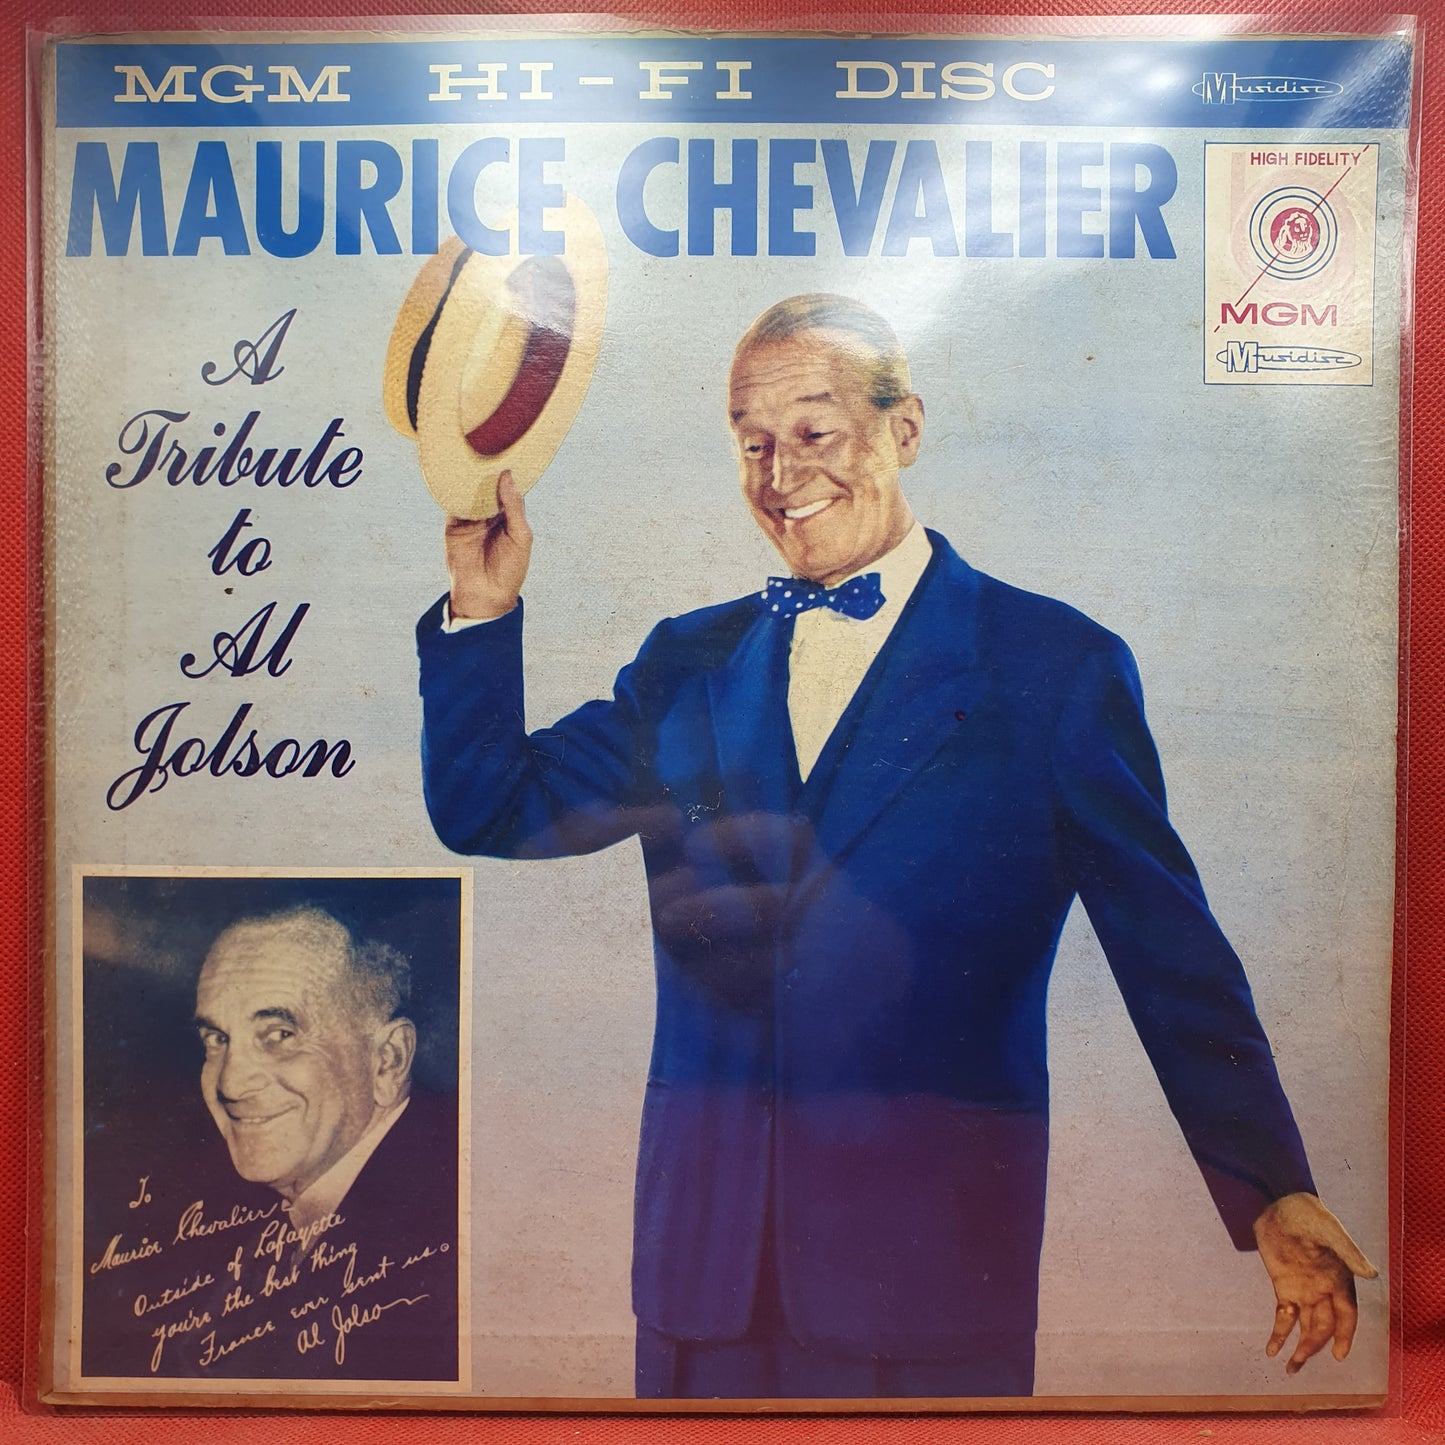 MGM HI-FI DISC
Musidisc
MAURICE CHEVALIER
HIGH FIDELITY
MGM
Musidisc
A
Tribute
to
Al
Jolson
To
Maurice Chevalier
Outside of Lafayette
you're the best thing
France ever sent us.
Al Jolson